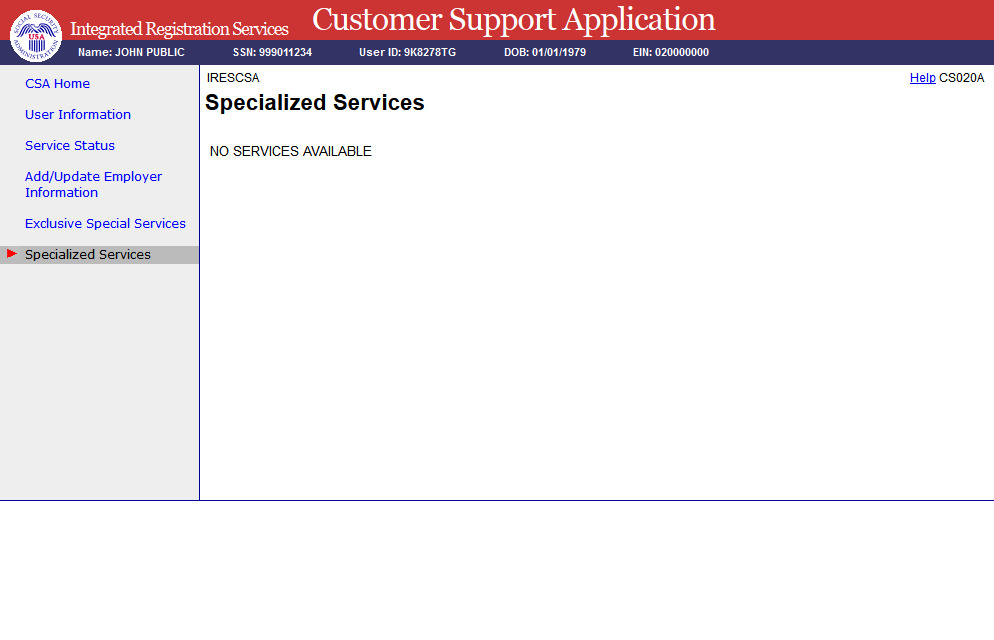 SOCIAL SECURITY ADMINISTRATION
USA
Integrated Registration Services
Customer Support Application
Name: JOHN PUBLIC SSN: 999011234 User ID: 9K8278TG DOB: 01/01/1979 EIN: 020000000
CSA Home
User Information
Service Status
Add/Update Employer
Information
Exclusive Special Services
Specialized Services
IRESCSA
Help CS020A
Specialized Services
NO SERVICES AVAILABLE